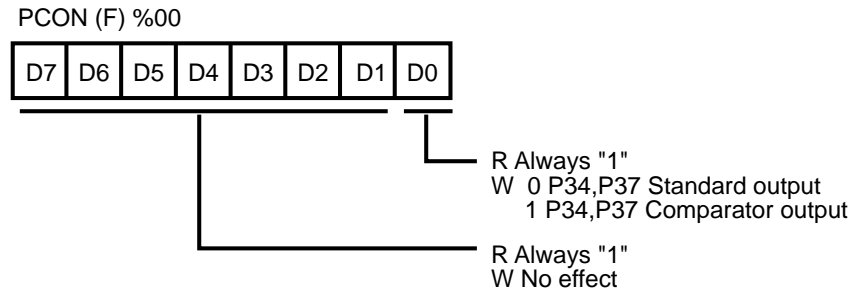 PCON (F) %00
D7 D6 D5 D4 D3 D2 D1 D0
R Always "1"
W 0 P34,P37 Standard output
1 P34,P37 Comparator output
R Always "1"
W No effect